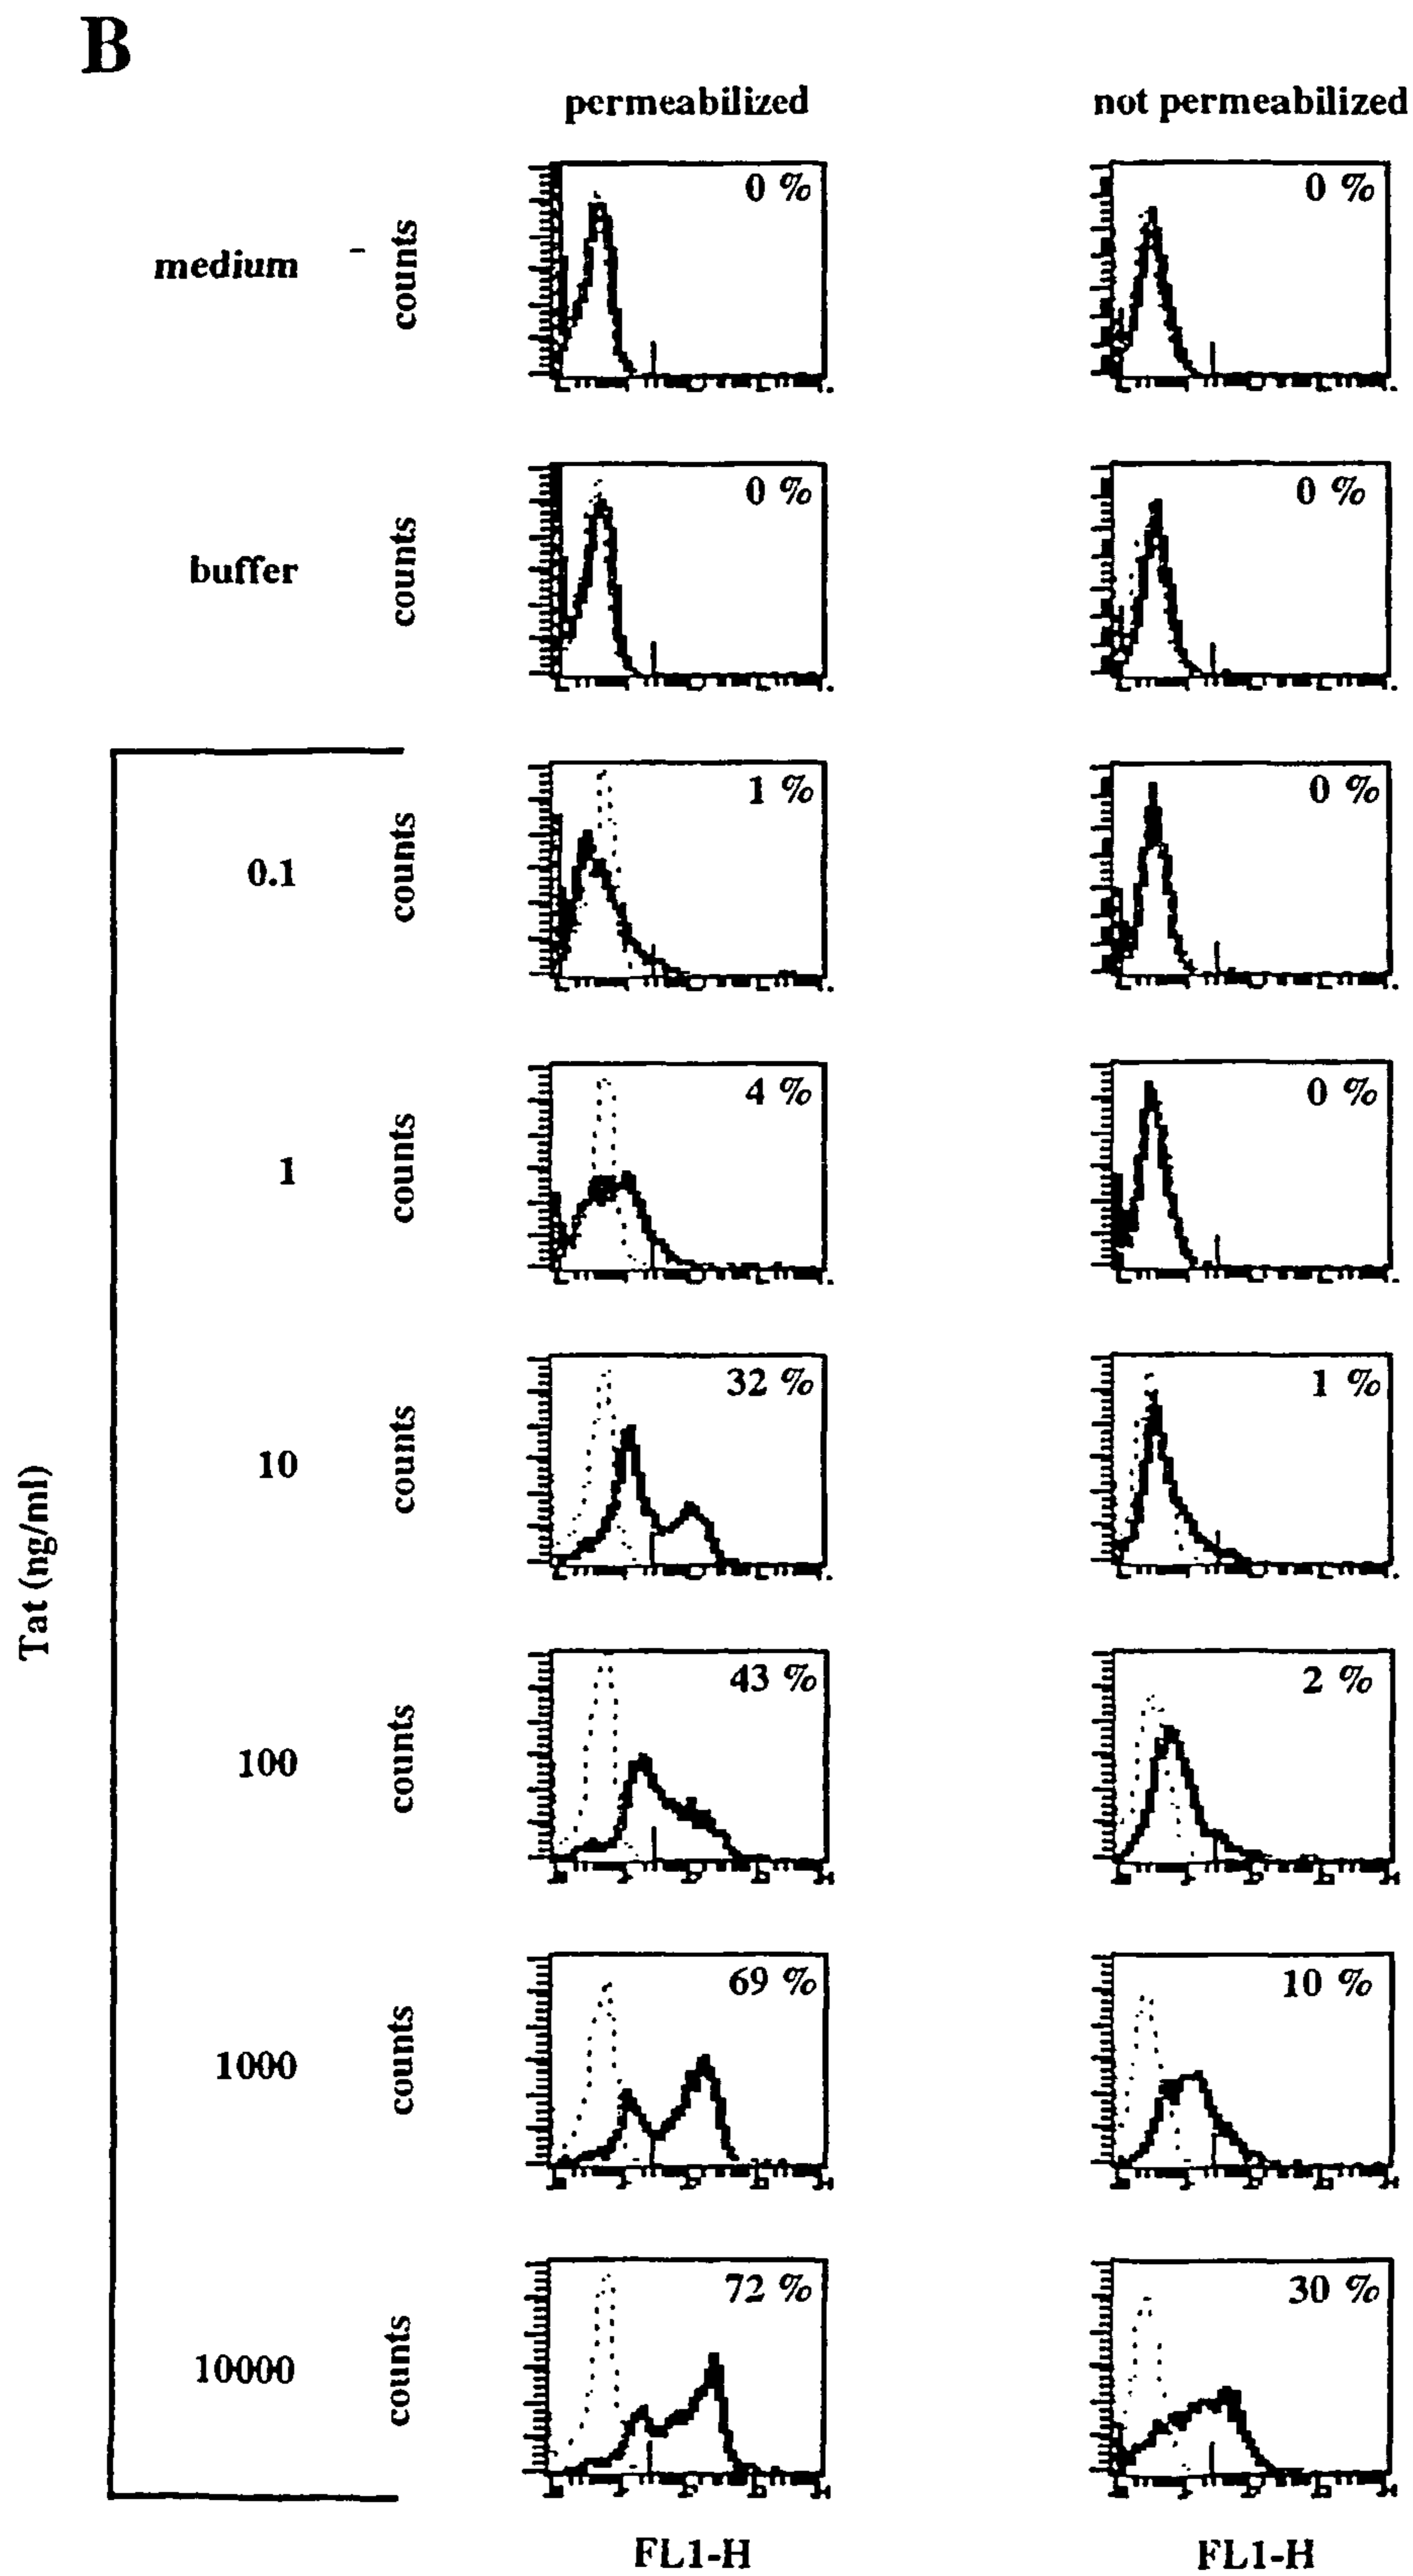 B
permeabilized not permeabilized
medium counts 0 % 0 %
buffer counts 0 % 0 %
Tat (ng/ml)
0.1 counts 1 % 0 %
1 counts 4 % 0 %
10 counts 32 % 1 %
100 counts 43 % 2 %
1000 counts 69 % 10 %
10000 counts 72 % 30 %
FL1-H FL1-H